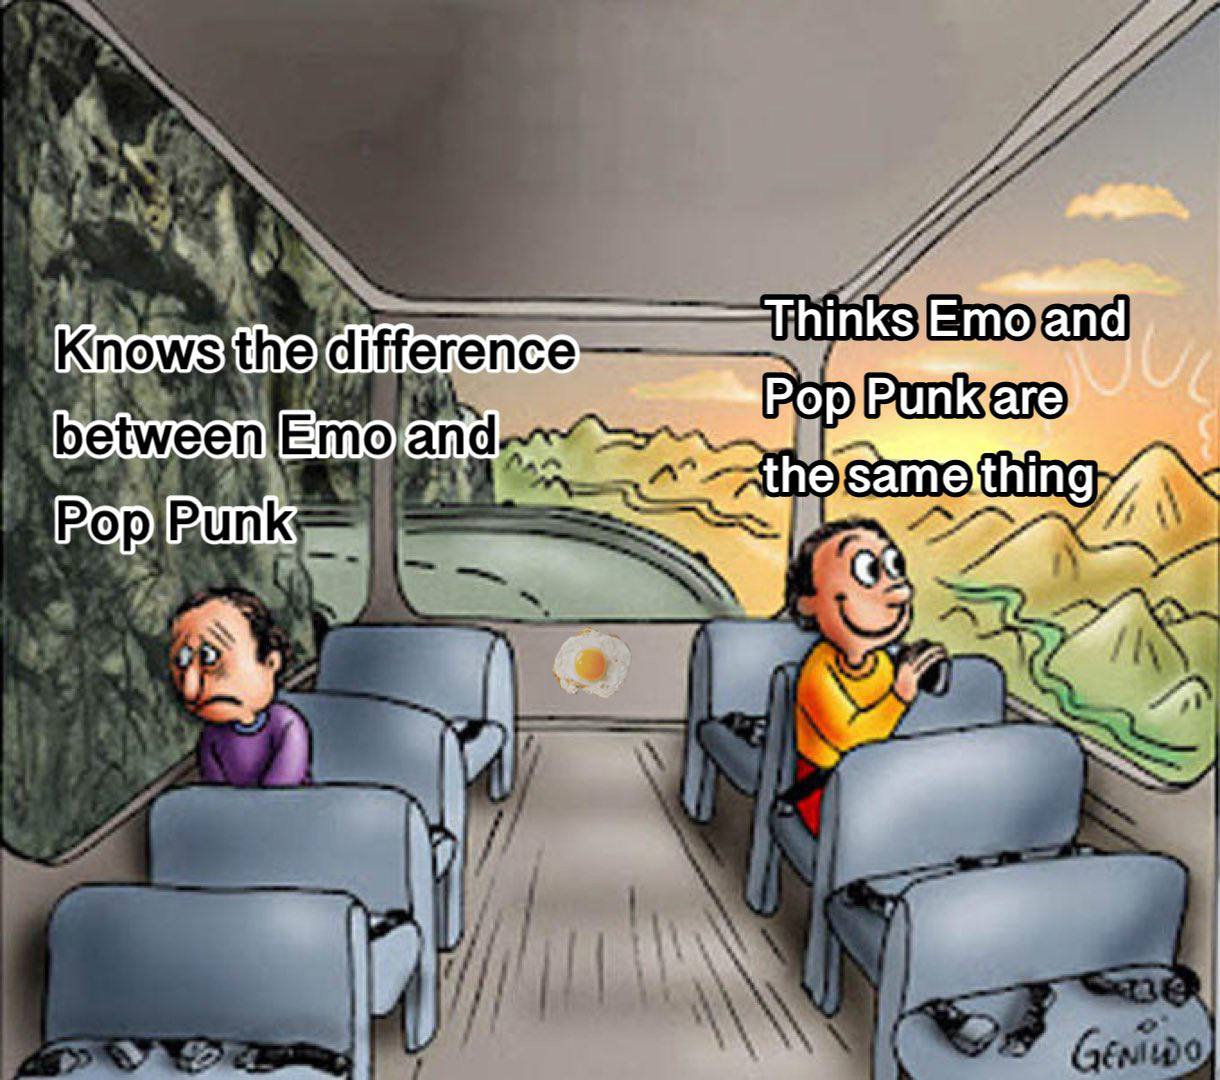 Knows the difference
between Emo and
Pop Punk
Thinks Emo and
Pop Punk are
the same thing
GENILDO